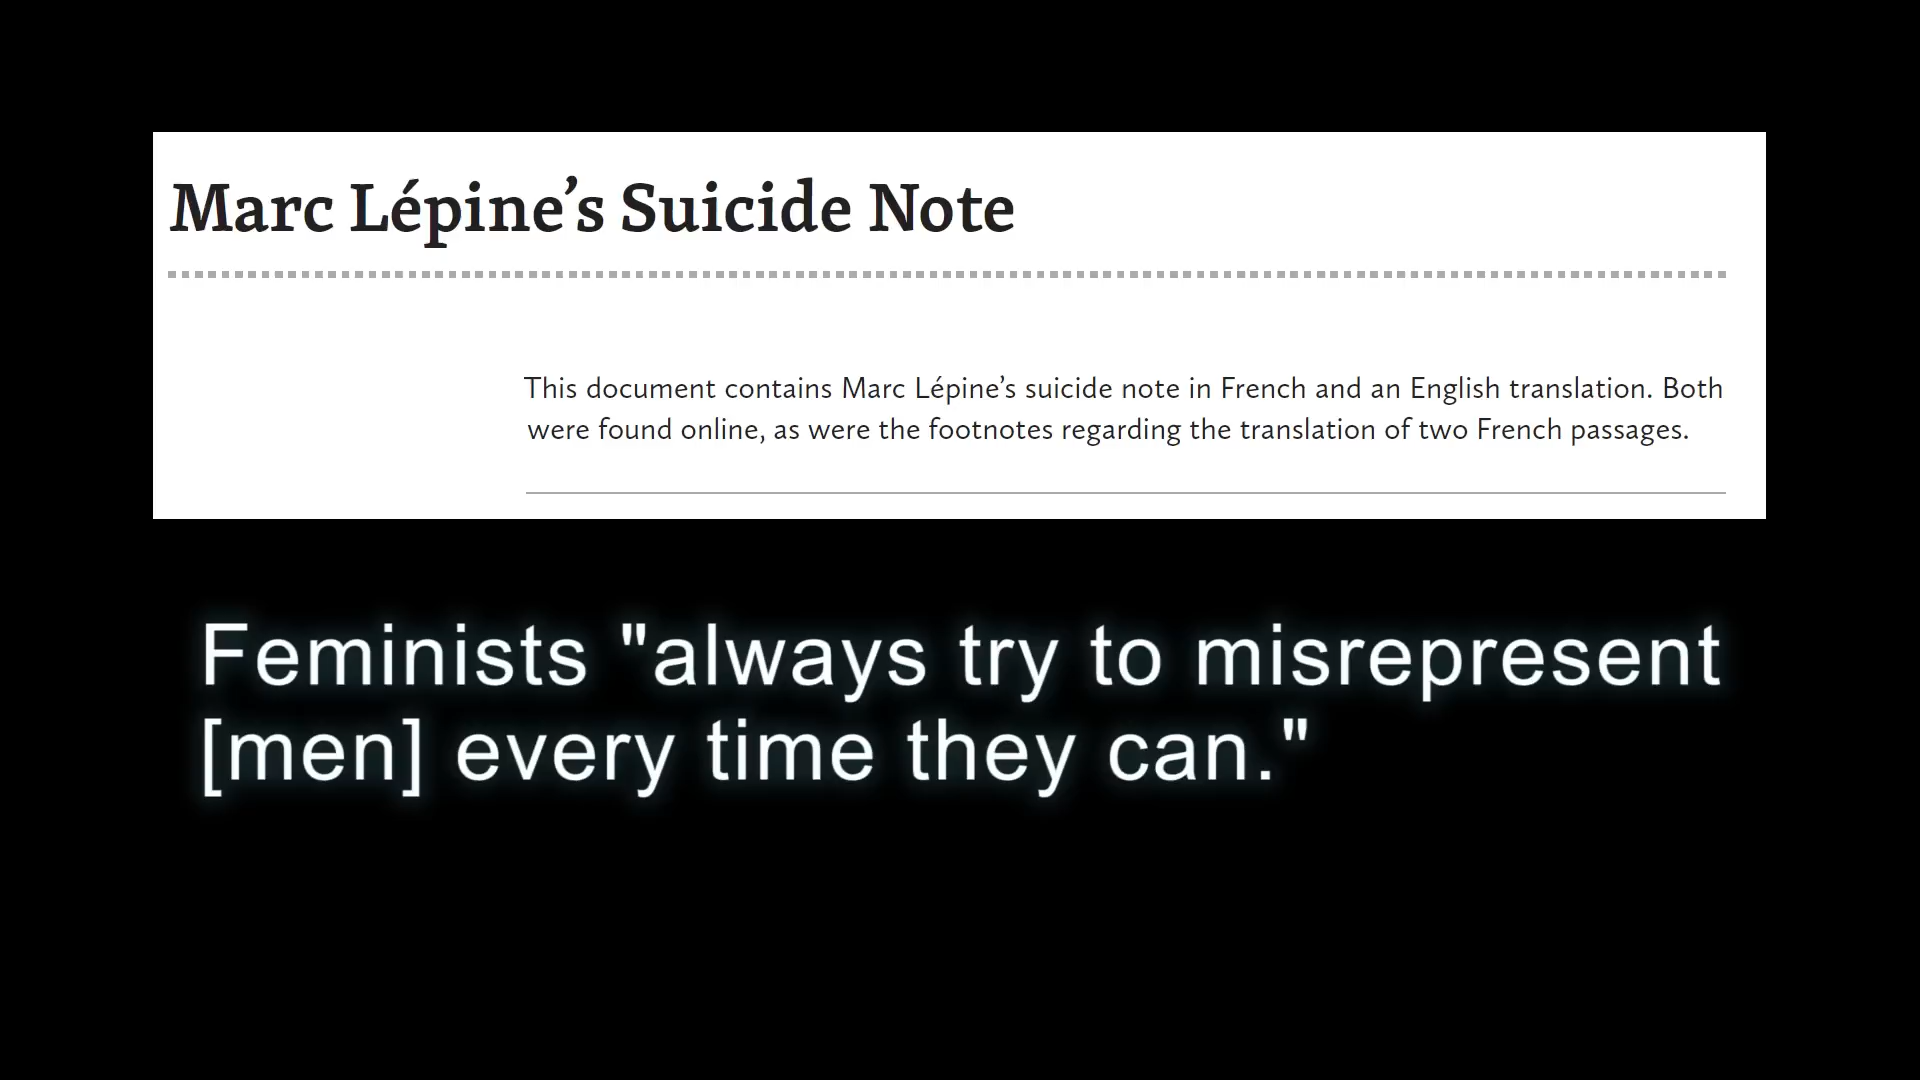 Marc Lépine’s Suicide Note
This document contains Marc Lépine’s suicide note in French and an English translation. Both
were found online, as were the footnotes regarding the translation of two French passages.
Feminists "always try to misrepresent
[men] every time they can."